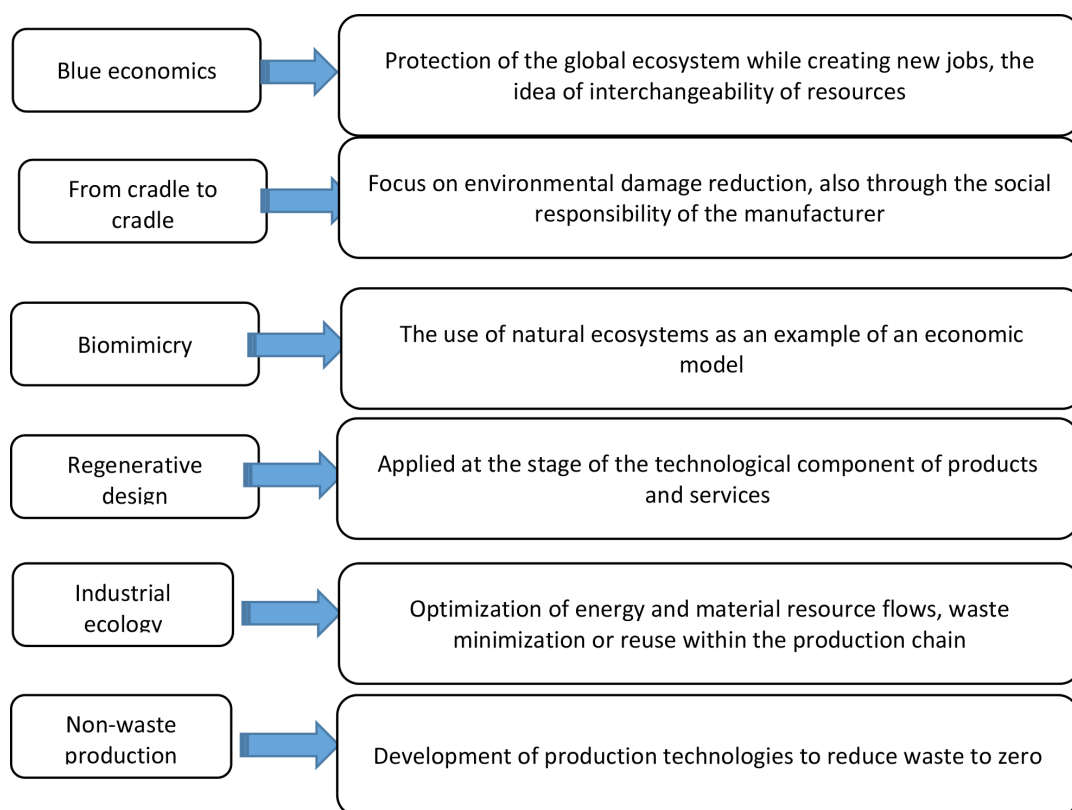 Blue economics
Protection of the global ecosystem while creating new jobs, the
idea of interchangeability of resources
From cradle to
cradle
Focus on environmental damage reduction, also through the social
responsibility of the manufacturer
Biomimicry
The use of natural ecosystems as an example of an economic
model
Regenerative
design
Applied at the stage of the technological component of products
and services
Industrial
ecology
Optimization of energy and material resource flows, waste
minimization or reuse within the production chain
Non-waste
production
Development of production technologies to reduce waste to zero